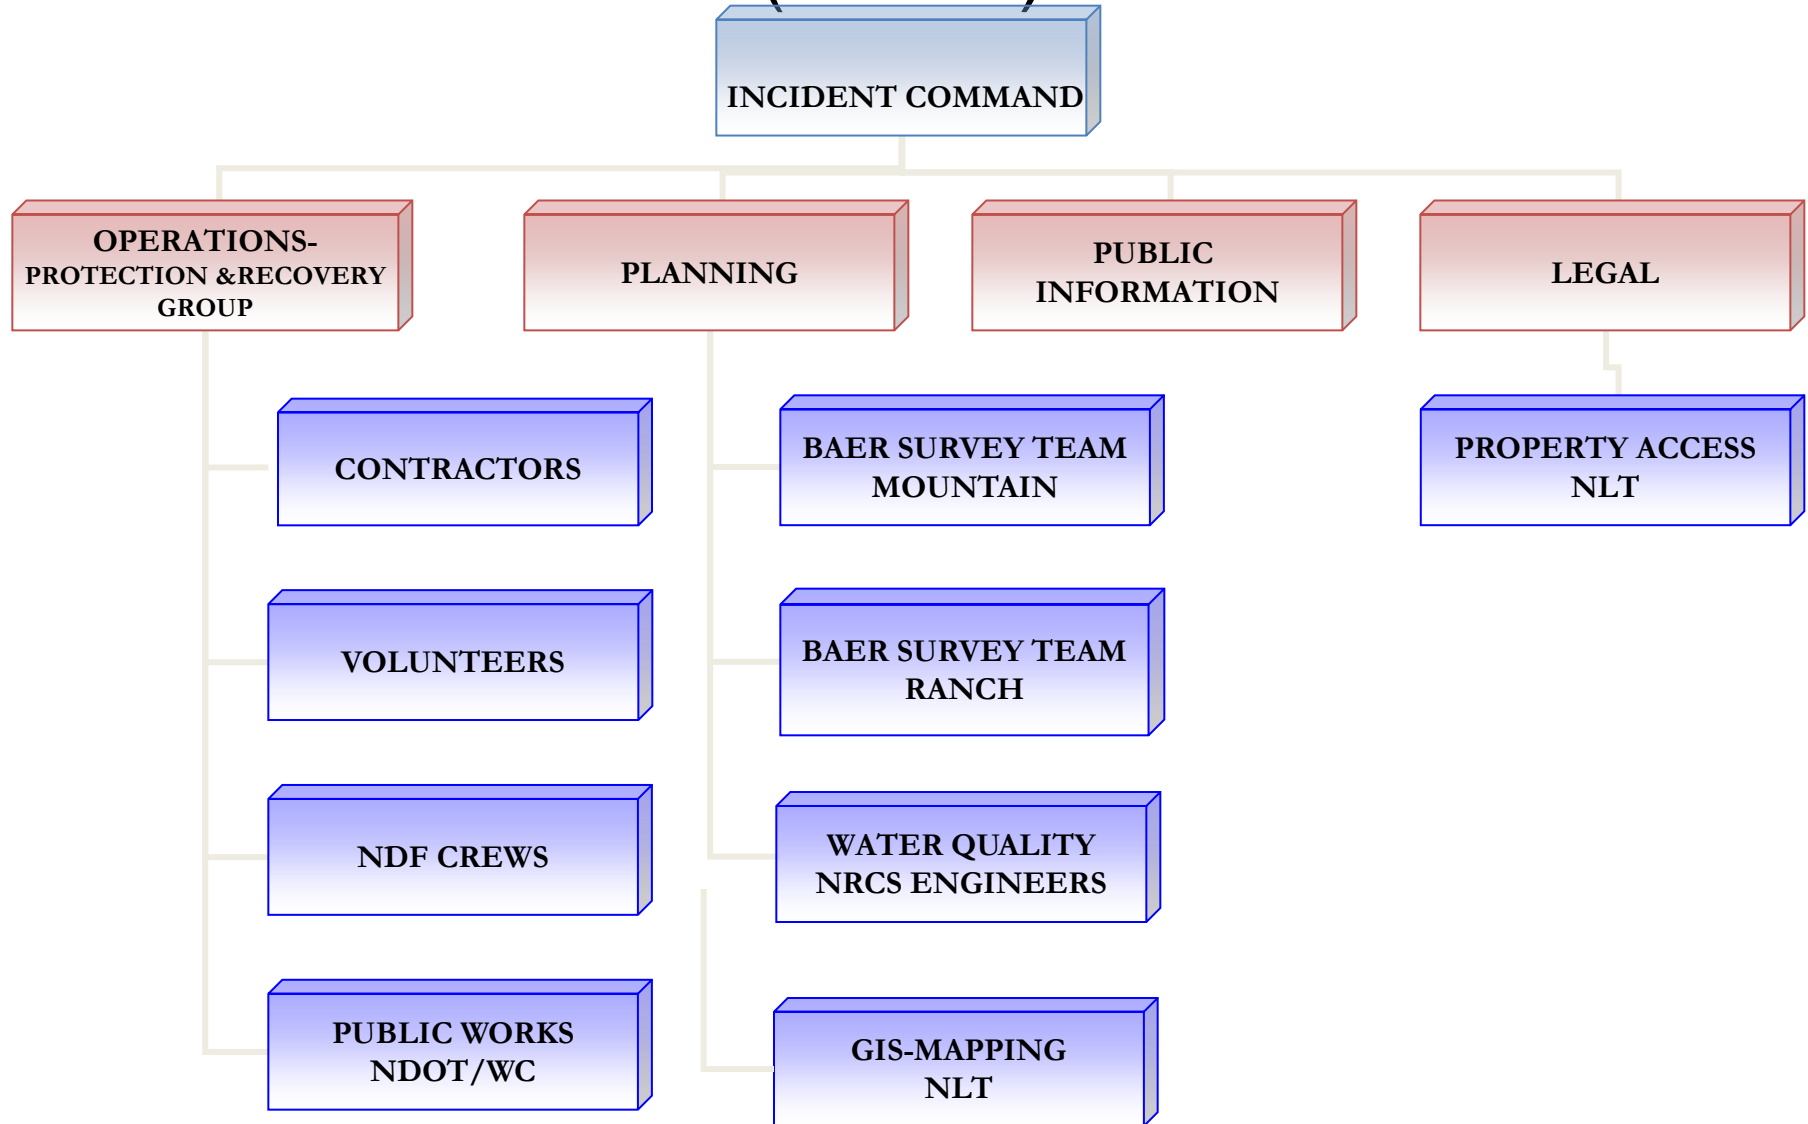 INCIDENT COMMAND
OPERATIONS-
PROTECTION &RECOVERY
GROUP
PLANNING
PUBLIC
INFORMATION
LEGAL
CONTRACTORS
BAER SURVEY TEAM
MOUNTAIN
PROPERTY ACCESS
NLT
VOLUNTEERS
BAER SURVEY TEAM
RANCH
NDF CREWS
WATER QUALITY
NRCS ENGINEERS
PUBLIC WORKS
NDOT/WC
GIS-MAPPING
NLT